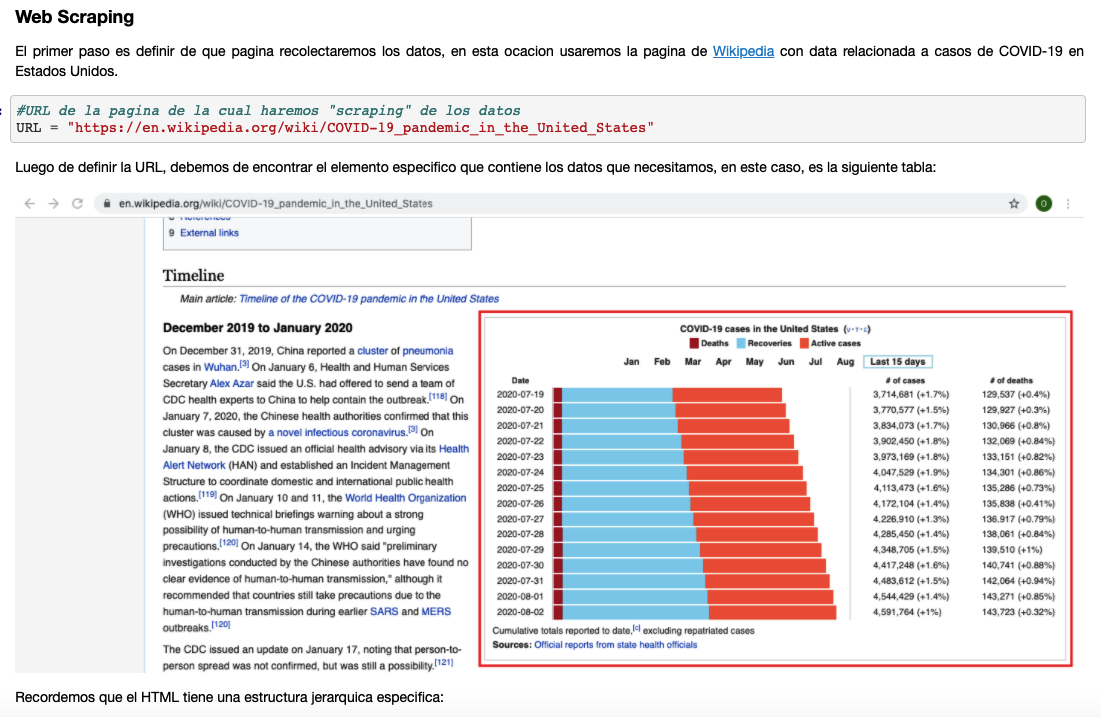 Web Scraping
El primer paso es definir de que pagina recolectaremos los datos, en esta ocacion usaremos la pagina de Wikipedia con data relacionada a casos de COVID-19 en
Estados Unidos.
#URL de la pagina de la cual haremos "scraping" de los datos
URL = "https://en.wikipedia.org/wiki/COVID-19_pandemic_in_the_United_States"
Luego de definir la URL, debemos de encontrar el elemento especifico que contiene los datos que necesitamos, en este caso, es la siguiente tabla:
en.wikipedia.org/wiki/COVID-19_pandemic_in_the_United_States
O
9 External links
Timeline
Main article: Timeline of the COVID-19 pandemic in the United States
December 2019 to January 2020
On December 31, 2019, China reported a cluster of pneumonia
cases in Wuhan.[3] On January 6, Health and Human Services
Secretary Alex Azar said the U.S. had offered to send a team of
CDC health experts to China to help contain the outbreak.[118] On
January 7, 2020, the Chinese health authorities confirmed that this
cluster was caused by a novel infectious coronavirus.[3] On
January 8, the CDC issued an official health advisory via its Health
Alert Network (HAN) and established an Incident Management
Structure to coordinate domestic and international public health
actions.[119] On January 10 and 11, the World Health Organization
(WHO) issued technical briefings warning about a strong
possibility of human-to-human transmission and urging
precautions.[120] On January 14, the WHO said "preliminary
investigations conducted by the Chinese authorities have found no
clear evidence of human-to-human transmission," although it
recommended that countries still take precautions due to the
human-to-human transmission during earlier SARS and MERS
outbreaks.[120]
The CDC issued an update on January 17, noting that person-to-
person spread was not confirmed, but was still a possibility.[121]
COVID-19 cases in the United States (v·t·e)
Deaths Recoveries Active cases
Jan Feb Mar Apr May Jun Jul Aug Last 15 days
Date # of cases # of deaths
2020-07-19 3,714,681 (+1.7%) 129,537 (+0.4%)
2020-07-20 3,770,577 (+1.5%) 129,927 (+0.3%)
2020-07-21 3,834,073 (+1.7%) 130,966 (+0.8%)
2020-07-22 3,902,450 (+1.8%) 132,069 (+0.84%)
2020-07-23 3,973,169 (+1.8%) 133,151 (+0.82%)
2020-07-24 4,047,529 (+1.9%) 134,301 (+0.86%)
2020-07-25 4,113,473 (+1.6%) 135,286 (+0.73%)
2020-07-26 4,172,104 (+1.4%) 135,838 (+0.41%)
2020-07-27 4,226,910 (+1.3%) 136,917 (+0.79%)
2020-07-28 4,285,450 (+1.4%) 138,061 (+0.84%)
2020-07-29 4,348,705 (+1.5%) 139,510 (+1%)
2020-07-30 4,417,248 (+1.6%) 140,741 (+0.88%)
2020-07-31 4,483,612 (+1.5%) 142,064 (+0.94%)
2020-08-01 4,544,429 (+1.4%) 143,271 (+0.85%)
2020-08-02 4,591,764 (+1%) 143,723 (+0.32%)
Cumulative totals reported to date,[c] excluding repatriated cases
Sources: Official reports from state health officials
Recordemos que el HTML tiene una estructura jerarquica especifica: